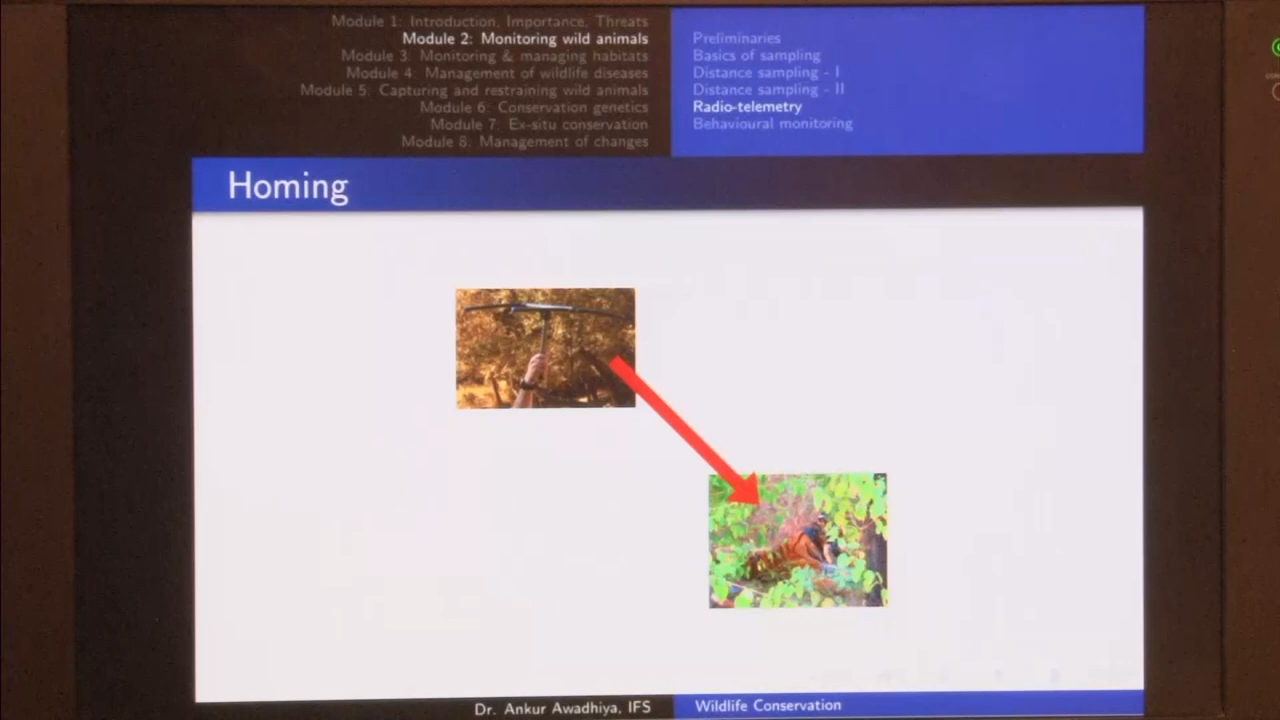 Module 1: Introduction, Importance, Threats
Module 2: Monitoring wild animals
Module 3: Monitoring & managing habitats
Module 4: Management of wildlife diseases
Module 5: Capturing and restraining wild animals
Module 6: Conservation genetics
Module 7: Ex-situ conservation
Module 8: Management of changes
Preliminaries
Basics of sampling
Distance sampling - I
Distance sampling - II
Radio-telemetry
Behavioural monitoring
Homing
Dr. Ankur Awadhiya, IFS
Wildlife Conservation